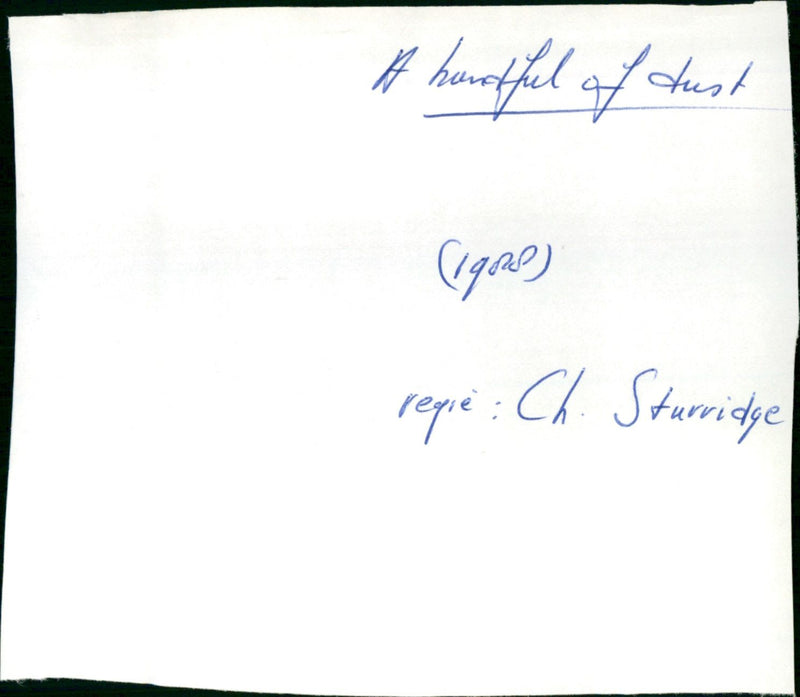 A handful of dust
(1988)
regie : Ch. Sturridge